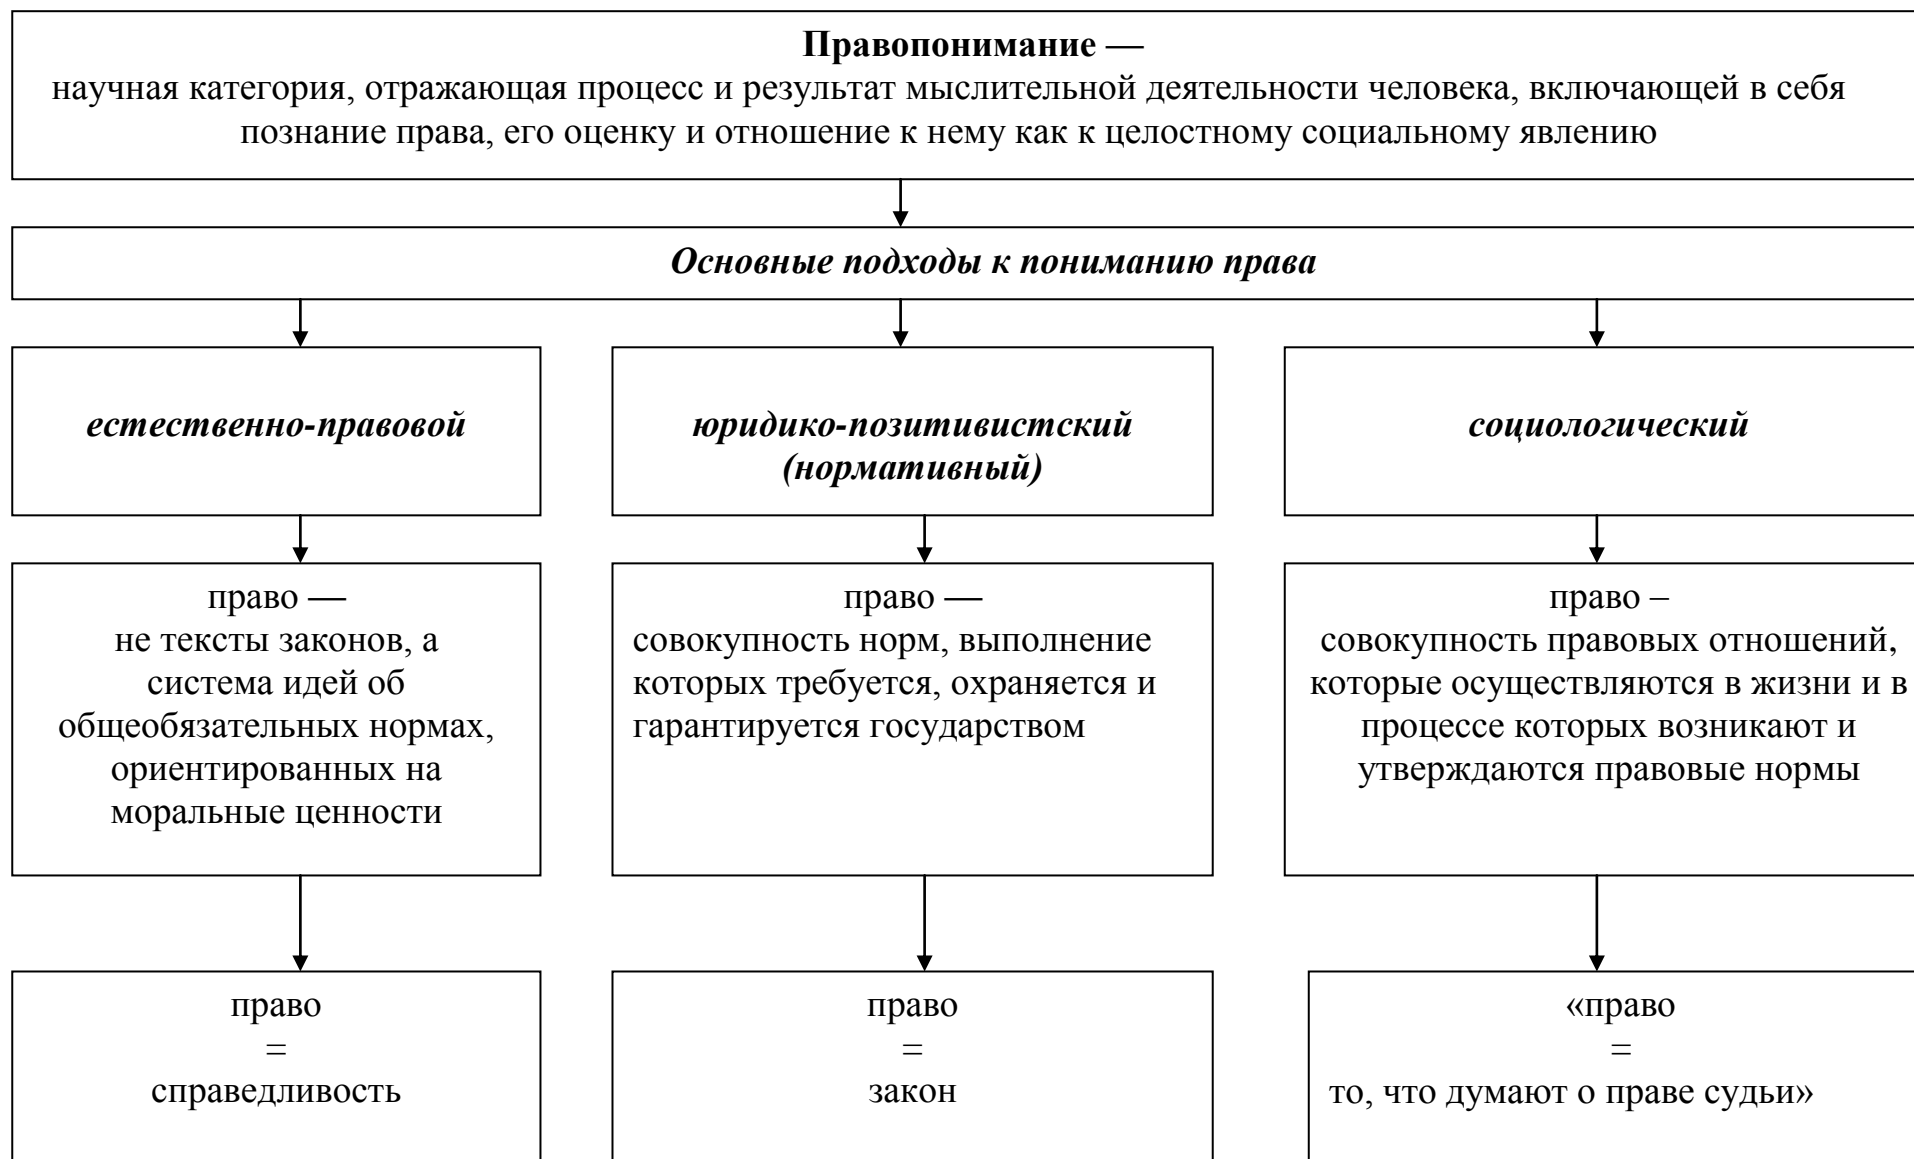 Правопонимание —
научная категория, отражающая процесс и результат мыслительной деятельности человека, включающей в себя
познание права, его оценку и отношение к нему как к целостному социальному явлению
Основные подходы к пониманию права
естественно-правовой
юридико-позитивистский
(нормативный)
социологический
право —
не тексты законов, а
система идей об
общеобязательных нормах,
ориентированных на
моральные ценности
право —
совокупность норм, выполнение
которых требуется, охраняется и
гарантируется государством
право –
совокупность правовых отношений,
которые осуществляются в жизни и в
процессе которых возникают и
утверждаются правовые нормы
право
=
справедливость
право
=
закон
«право
=
то, что думают о праве судьи»